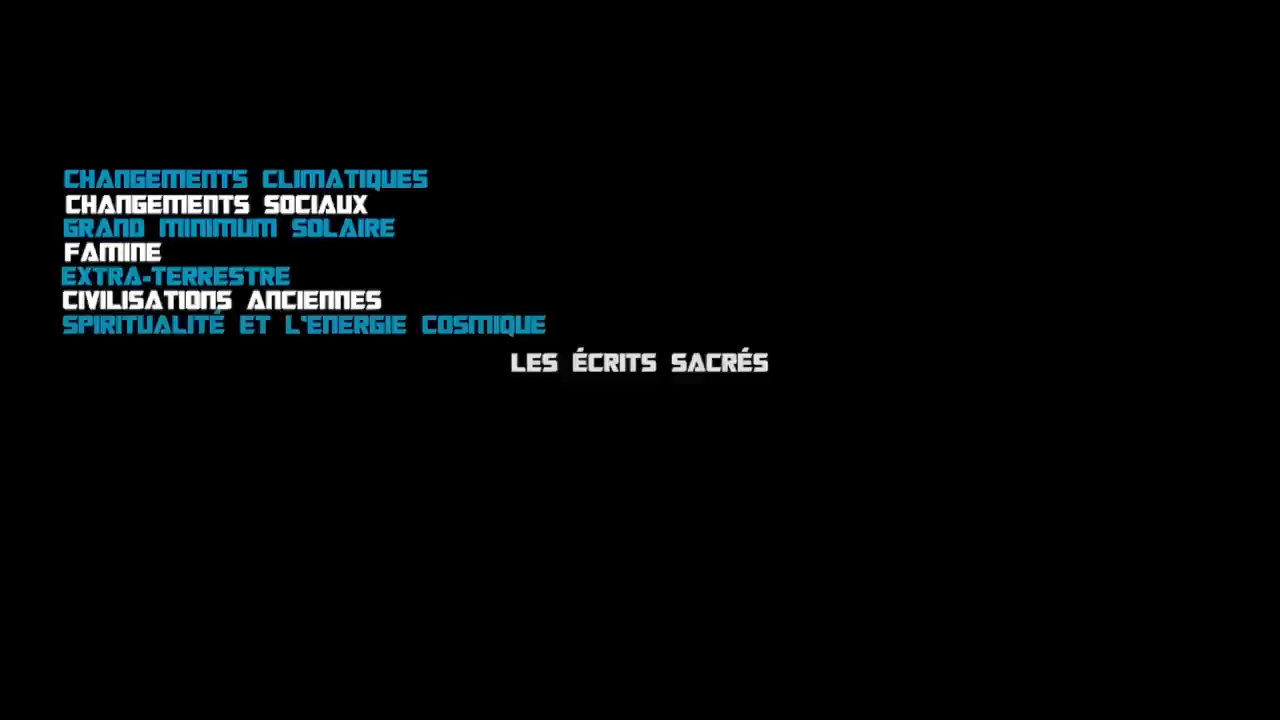 CHANGEMENTS CLIMATIQUES
CHANGEMENTS SOCIAUX
GRAND MINIMUM SOLAIRE
FAMINE
EXTRA-TERRESTRE
CIVILISATIONS ANCIENNES
SPIRITUALITÉ ET L'ENERGIE COSMIQUE
LES ÉCRITS SACRÉS